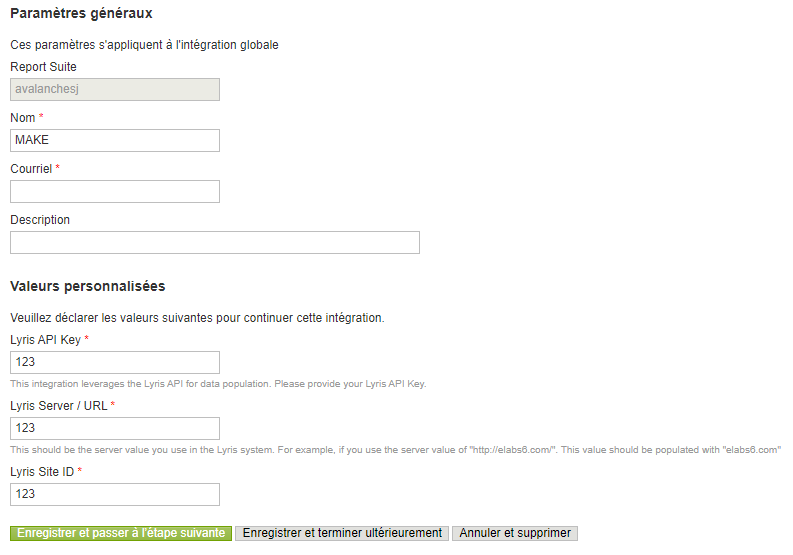 Paramètres généraux
Ces paramètres s'appliquent à l'intégration globale
Report Suite
avalanchesj
Nom *
MAKE
Courriel *
Description
Valeurs personnalisées
Veuillez déclarer les valeurs suivantes pour continuer cette intégration.
Lyris API Key *
123
This integration leverages the Lyris API for data population. Please provide your Lyris API Key.
Lyris Server / URL *
123
This should be the server value you use in the Lyris system. For example, if you use the server value of "http://elabs6.com/". This value should be populated with "elabs6.com"
Lyris Site ID *
123
Enregistrer et passer à l'étape suivante Enregistrer et terminer ultérieurement Annuler et supprimer